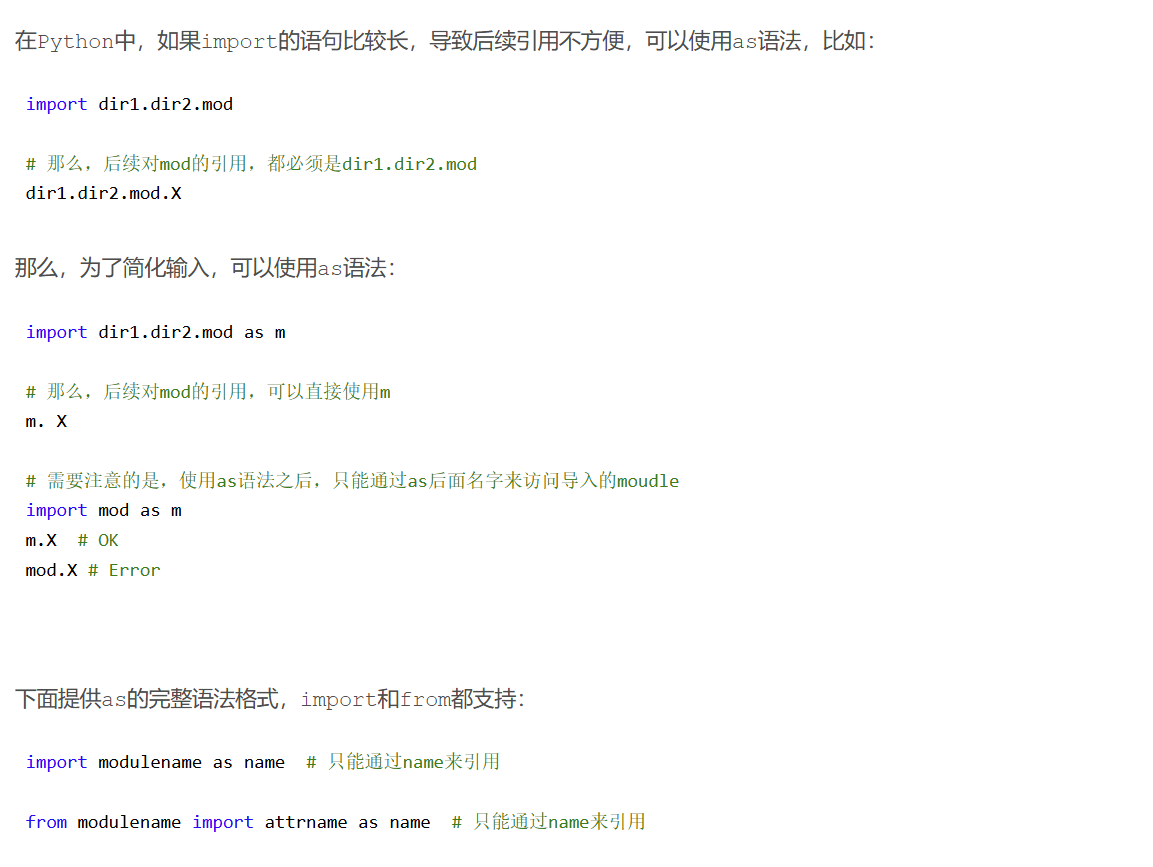 在Python中，如果import的语句比较长，导致后续引用不方便，可以使用as语法，比如：
import dir1.dir2.mod
# 那么，后续对mod的引用，都必须是dir1.dir2.mod
dir1.dir2.mod.X
那么，为了简化输入，可以使用as语法：
import dir1.dir2.mod as m
# 那么，后续对mod的引用，可以直接使用m
m. X
# 需要注意的是，使用as语法之后，只能通过as后面名字来访问导入的moudle
import mod as m
m.X  # OK
mod.X # Error
下面提供as的完整语法格式，import和from都支持：
import modulename as name  # 只能通过name来引用
from modulename import attrname as name  # 只能通过name来引用